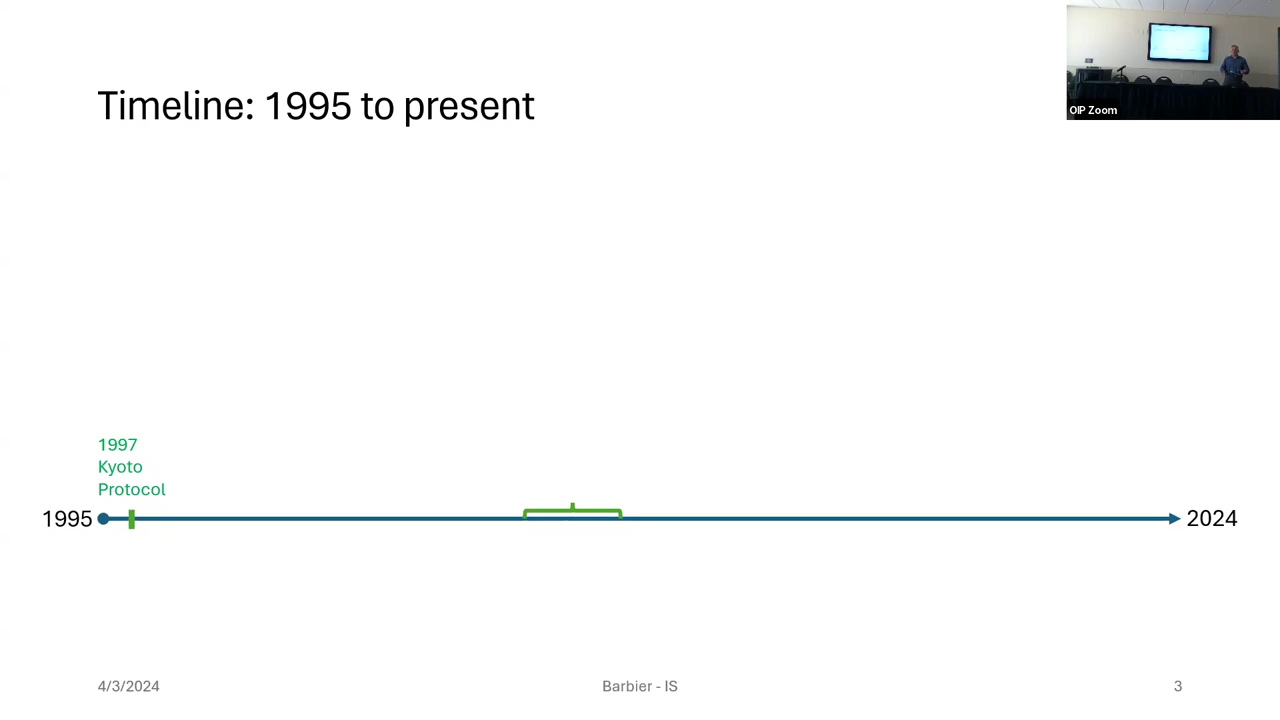 OIP Zoom
Timeline: 1995 to present
1997
Kyoto
Protocol
1995
2024
4/3/2024
Barbier - IS
3